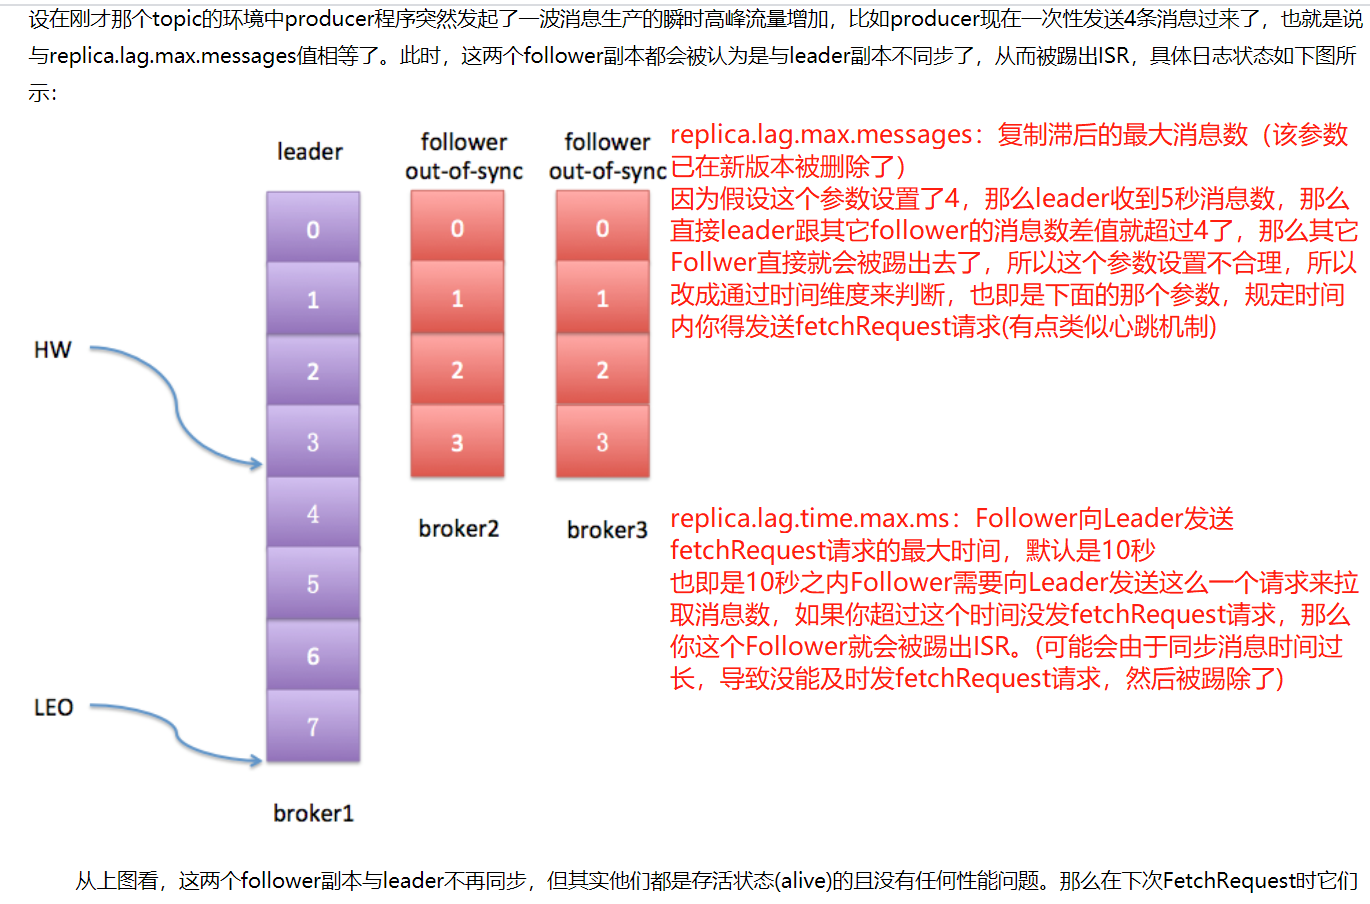 设在刚才那个topic的环境中producer程序突然发起了一波消息生产的瞬时高峰流量增加，比如producer现在一次性发送4条消息过来了，也就是说
与replica.lag.max.messages值相等了。此时，这两个follower副本都会被认为是与leader副本不同步了，从而被踢出ISR，具体日志状态如下图所
示：
leader
follower
out-of-sync
follower
out-of-sync
replica.lag.max.messages：复制滞后的最大消息数（该参数
已在新版本被删除了）
因为假设这个参数设置了4，那么leader收到5秒消息数，那么
直接leader跟其它follower的消息数差值就超过4了，那么其它
Follwer直接就会被踢出去了，所以这个参数设置不合理，所以
改成通过时间维度来判断，也即是下面的那个参数，规定时间
内你得发送fetchRequest请求(有点类似心跳机制)
0
0
0
1
1
1
HW
2
2
2
3
3
3
4
broker2
broker3
replica.lag.time.max.ms：Follower向Leader发送
fetchRequest请求的最大时间，默认是10秒
也即是10秒之内Follower需要向Leader发送这么一个请求来拉
取消息数，如果你超过这个时间没发fetchRequest请求，那么
你这个Follower就会被踢出ISR。(可能会由于同步消息时间过
长，导致没能及时发fetchRequest请求，然后被踢除了)
5
6
LEO
7
broker1
从上图看，这两个follower副本与leader不再同步，但其实他们都是存活状态(alive)的且没有任何性能问题。那么在下次FetchRequest时它们